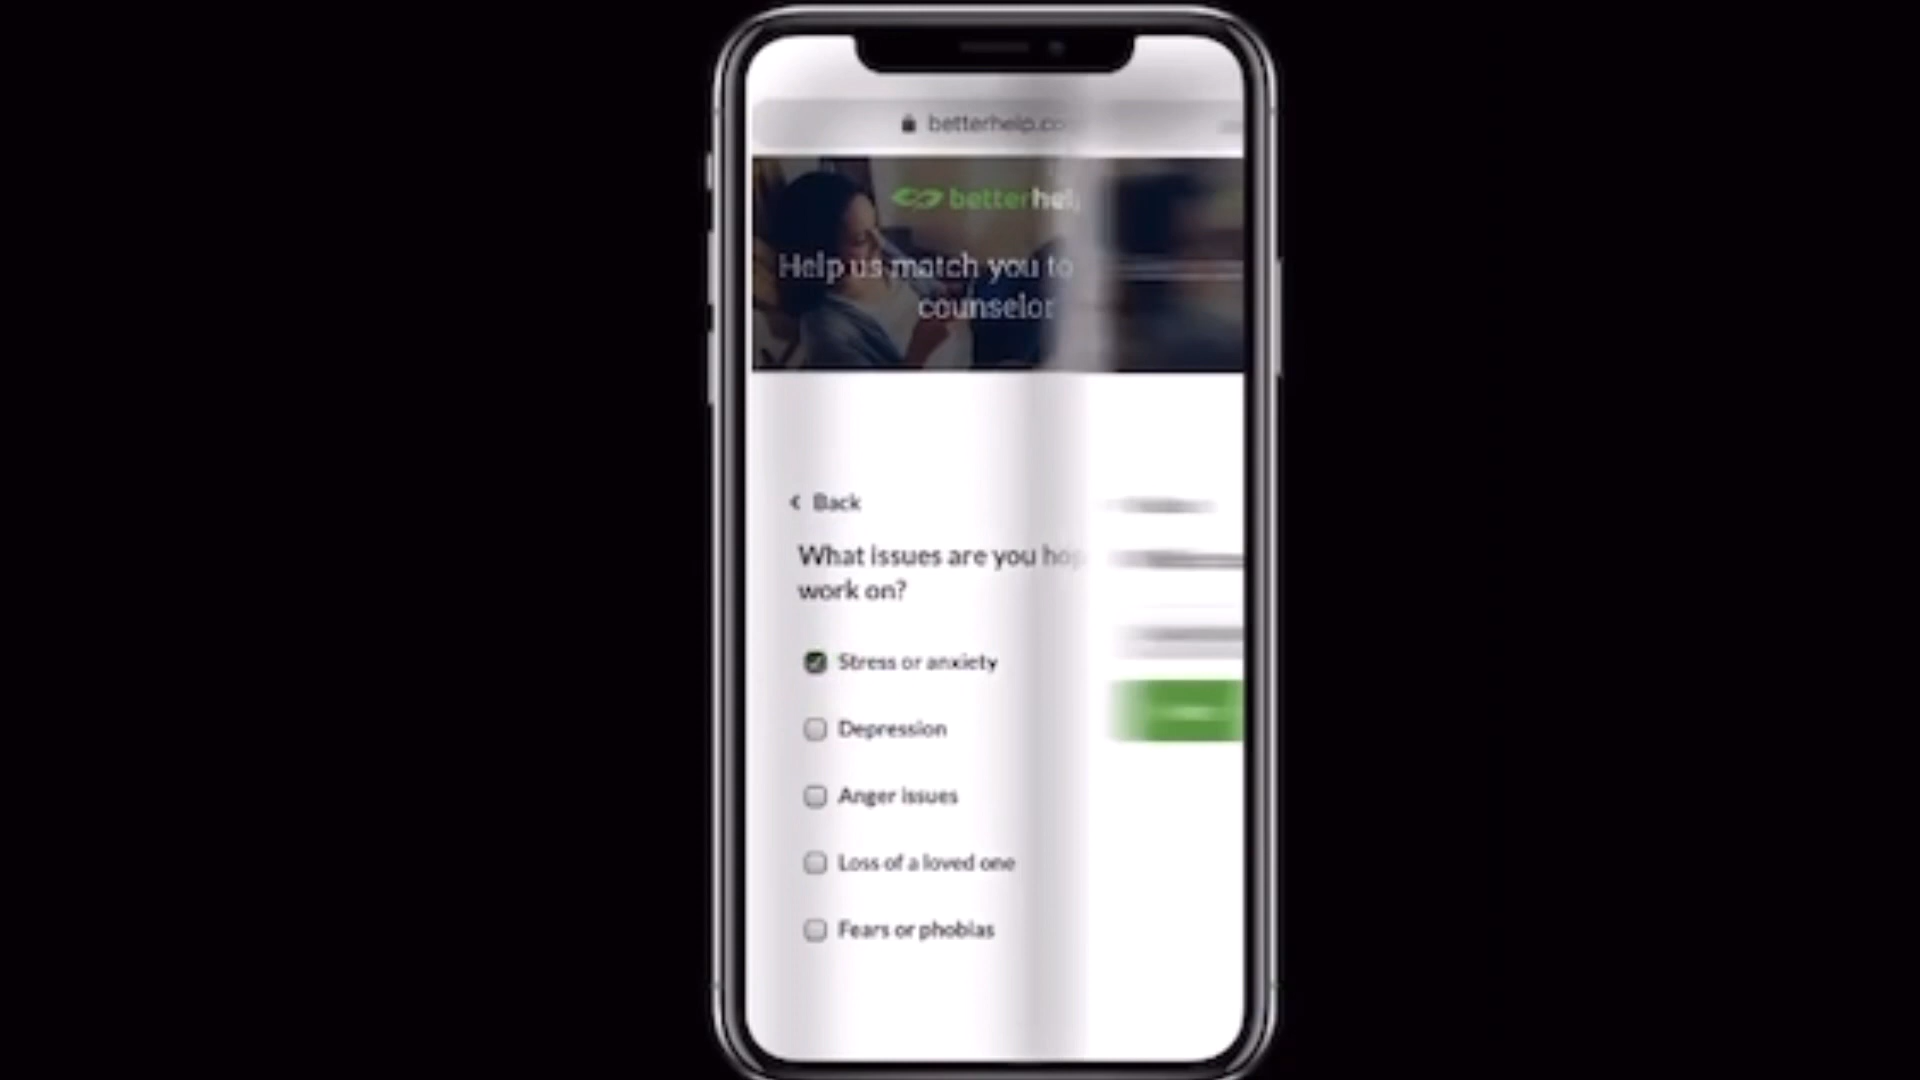 betterhelp.co
betterhel
Help us match you to
counselor
Back
What issues are you hop
work on?
Stress or anxiety
Depression
Anger issues
Loss of a loved one
Fears or phobias